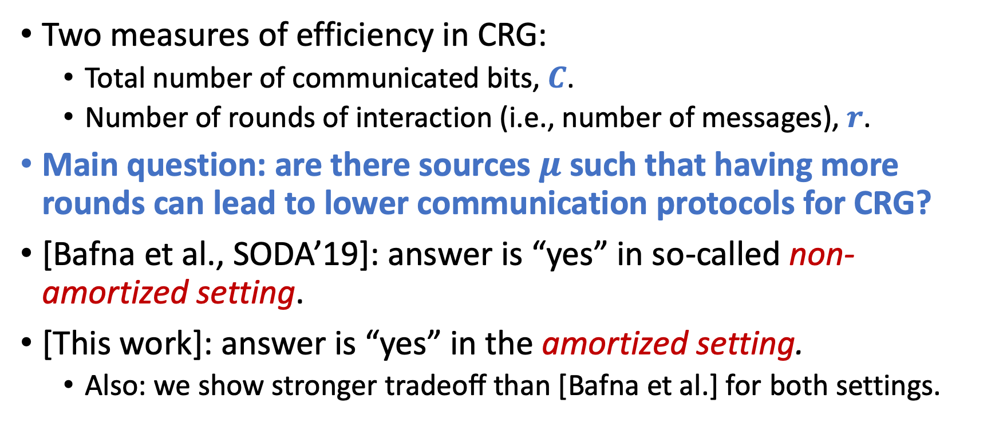 • Two measures of efficiency in CRG:
• Total number of communicated bits, C.
• Number of rounds of interaction (i.e., number of messages), r.
• Main question: are there sources μ such that having more
rounds can lead to lower communication protocols for CRG?
• [Bafna et al., SODA’19]: answer is “yes” in so-called non-
amortized setting.
• [This work]: answer is “yes” in the amortized setting.
• Also: we show stronger tradeoff than [Bafna et al.] for both settings.